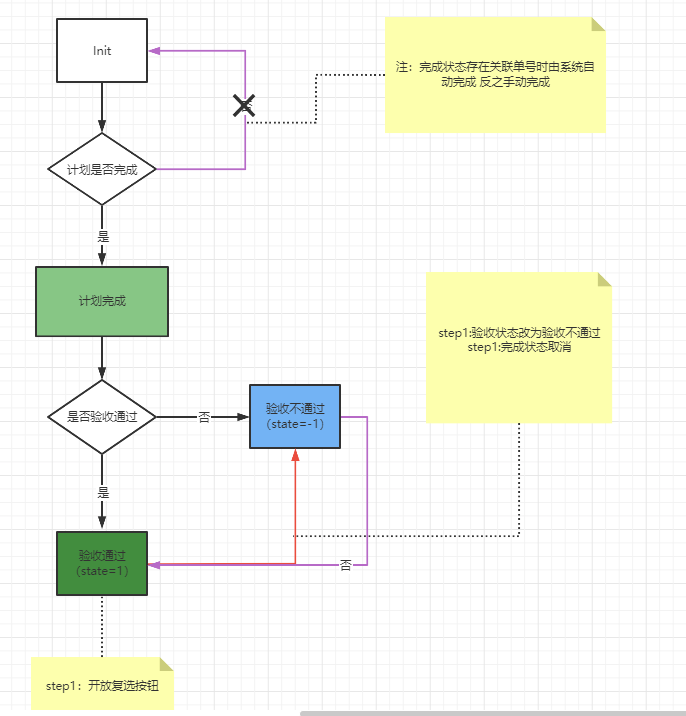 Init
注：完成状态存在关联单号时由系统自
动完成 反之手动完成
否
计划是否完成
是
计划完成
step1:验收状态改为验收不通过
step1:完成状态取消
是否验收通过
否
验收不通过
（state=-1）
是
验收通过
（state=1）
否
step1：开放复选按钮